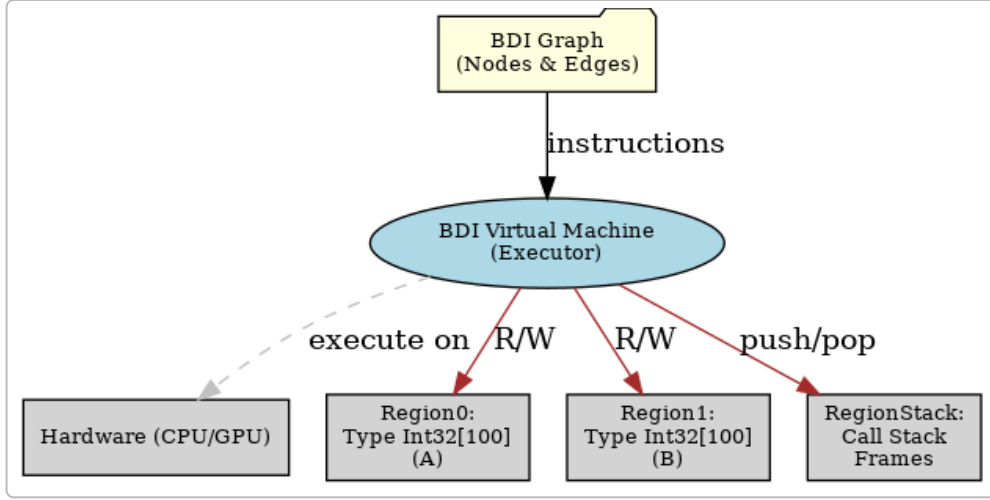 BDI Graph
(Nodes & Edges)
instructions
BDI Virtual Machine
(Executor)
execute on
R/W
R/W
push/pop
Hardware (CPU/GPU)
Region0:
Type Int32[100]
(A)
Region1:
Type Int32[100]
(B)
RegionStack:
Call Stack
Frames